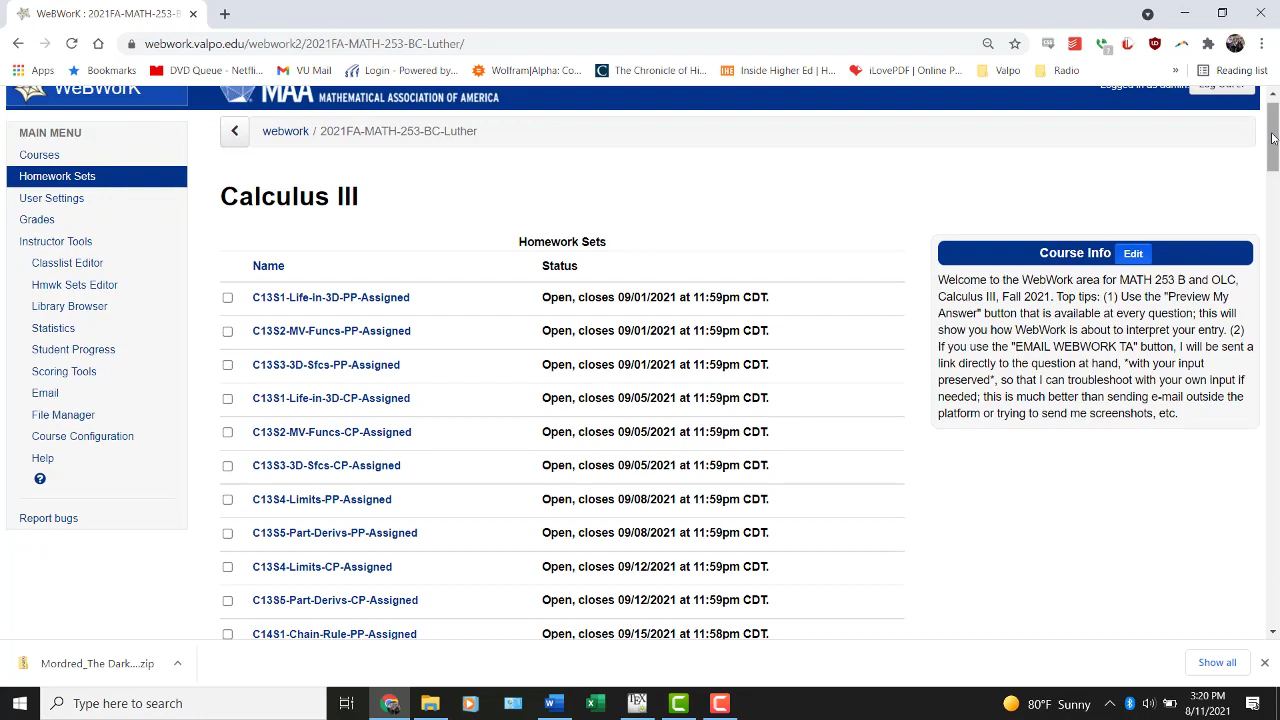 WeBWorK : 2021FA-MATH-253-B
webwork.valpo.edu/webwork2/2021FA-MATH-253-BC-Luther/
Apps
Bookmarks
DVD Queue - Netfli...
VU Mail
Login - Powered by...
Wolfram|Alpha: Co...
The Chronicle of Hi...
Inside Higher Ed | H...
iLovePDF | Online P...
Valpo
Radio
»
Reading list
WeBWorK
MAA MATHEMATICAL ASSOCIATION OF AMERICA
webwork / 2021FA-MATH-253-BC-Luther
MAIN MENU
Courses
Homework Sets
User Settings
Grades
Instructor Tools
Classlist Editor
Hmwk Sets Editor
Library Browser
Statistics
Student Progress
Scoring Tools
Email
File Manager
Course Configuration
Help
Report bugs
Calculus III
Homework Sets
Name Status
C13S1-Life-in-3D-PP-Assigned Open, closes 09/01/2021 at 11:59pm CDT.
C13S2-MV-Funcs-PP-Assigned Open, closes 09/01/2021 at 11:59pm CDT.
C13S3-3D-Sfcs-PP-Assigned Open, closes 09/01/2021 at 11:59pm CDT.
C13S1-Life-in-3D-CP-Assigned Open, closes 09/05/2021 at 11:59pm CDT.
C13S2-MV-Funcs-CP-Assigned Open, closes 09/05/2021 at 11:59pm CDT.
C13S3-3D-Sfcs-CP-Assigned Open, closes 09/05/2021 at 11:59pm CDT.
C13S4-Limits-PP-Assigned Open, closes 09/08/2021 at 11:59pm CDT.
C13S5-Part-Derivs-PP-Assigned Open, closes 09/08/2021 at 11:59pm CDT.
C13S4-Limits-CP-Assigned Open, closes 09/12/2021 at 11:59pm CDT.
C13S5-Part-Derivs-CP-Assigned Open, closes 09/12/2021 at 11:59pm CDT.
C14S1-Chain-Rule-PP-Assigned Open, closes 09/15/2021 at 11:58pm CDT.
Course Info Edit
Welcome to the WebWork area for MATH 253 B and OLC,
Calculus III, Fall 2021. Top tips: (1) Use the "Preview My
Answer" button that is available at every question; this will
show you how WebWork is about to interpret your entry. (2)
If you use the "EMAIL WEBWORK TA" button, I will be sent a
link directly to the question at hand, *with your input
preserved*, so that I can troubleshoot with your own input if
needed; this is much better than sending e-mail outside the
platform or trying to send me screenshots, etc.
Mordred_The Dark....zip
Show all
Type here to search
80°F Sunny
3:20 PM
8/11/2021